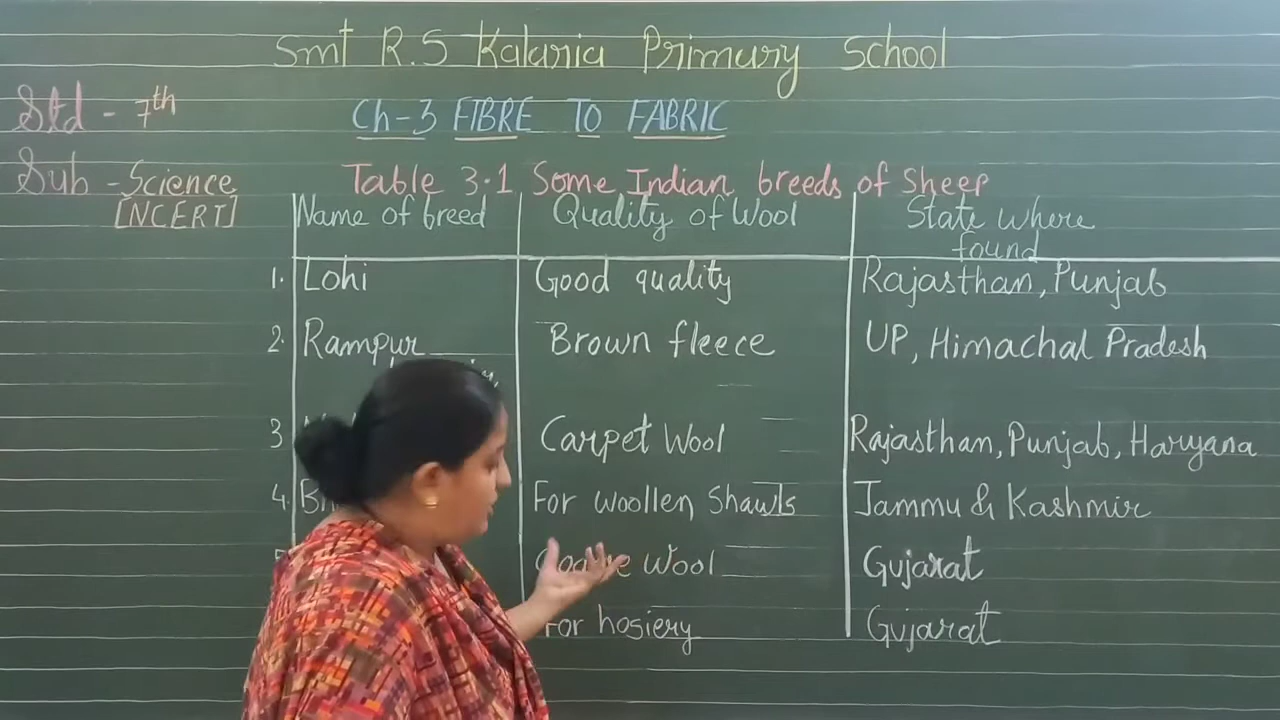 Smt R.S Kalaria Primary School
Std - 7th
Ch-3 FIBRE TO FABRIC
Sub - Science
[NCERT]
Table 3.1 Some Indian breeds of Sheep
Name of breed Quality of Wool State where found
1. Lohi Good quality Rajasthan, Punjab
2. Rampur Brown fleece UP, Himachal Pradesh
3 Carpet Wool Rajasthan, Punjab, Haryana
4. For woollen Shawls Jammu & Kashmir
Wool Gujarat
For hosiery Gujarat